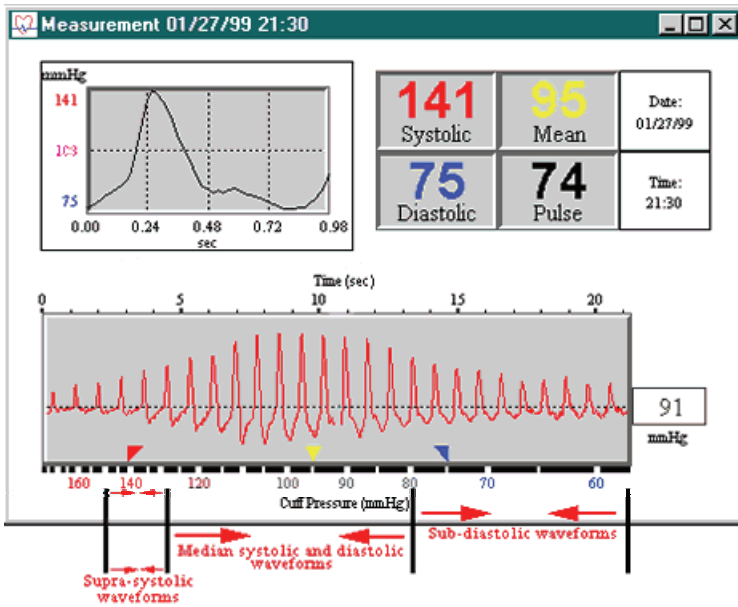 Measurement 01/27/99 21:30
mmHg
141
103
75
0.00 0.24 0.48 0.72 0.98
sec
141
Systolic
95
Mean
Date:
01/27/99
75
Diastolic
74
Pulse
Time:
21:30
Time (sec)
0 5 10 15 20
91
mmHg
160 140 120 100 90 80 70 60
Cuff Pressure (mmHg)
Supra-systolic
waveforms
Median systolic and diastolic
waveforms
Sub-diastolic waveforms